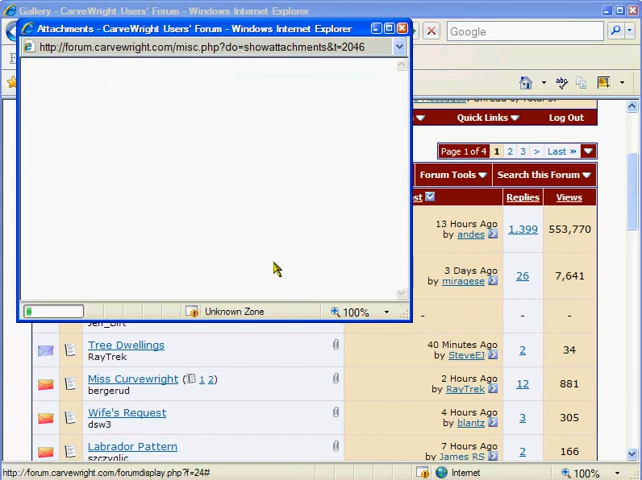 Gallery - CarveWright Users' Forum - Windows Internet Explorer
Attachments - CarveWright Users' Forum - Windows Internet Explorer
http://forum.carvewright.com/misc.php?do=showattachments&t=2046
Google
Quick Links Log Out
Page 1 of 4 1 2 3 > Last »
Forum Tools Search this Forum
Replies Views
13 Hours Ago
by andes 1,399 553,770
3 Days Ago
by miragese 26 7,641
- - -
Unknown Zone 100%
Tree Dwellings
RayTrek
40 Minutes Ago
by SteveEJ 2 34
Miss Curvewright ( 1 2)
bergerud
2 Hours Ago
by RayTrek 12 881
Wife's Request
dsw3
4 Hours Ago
by blantz 3 305
Labrador Pattern
7 Hours Ago
by James RS 2 166
http://forum.carvewright.com/forumdisplay.php?f=24# Internet 100%